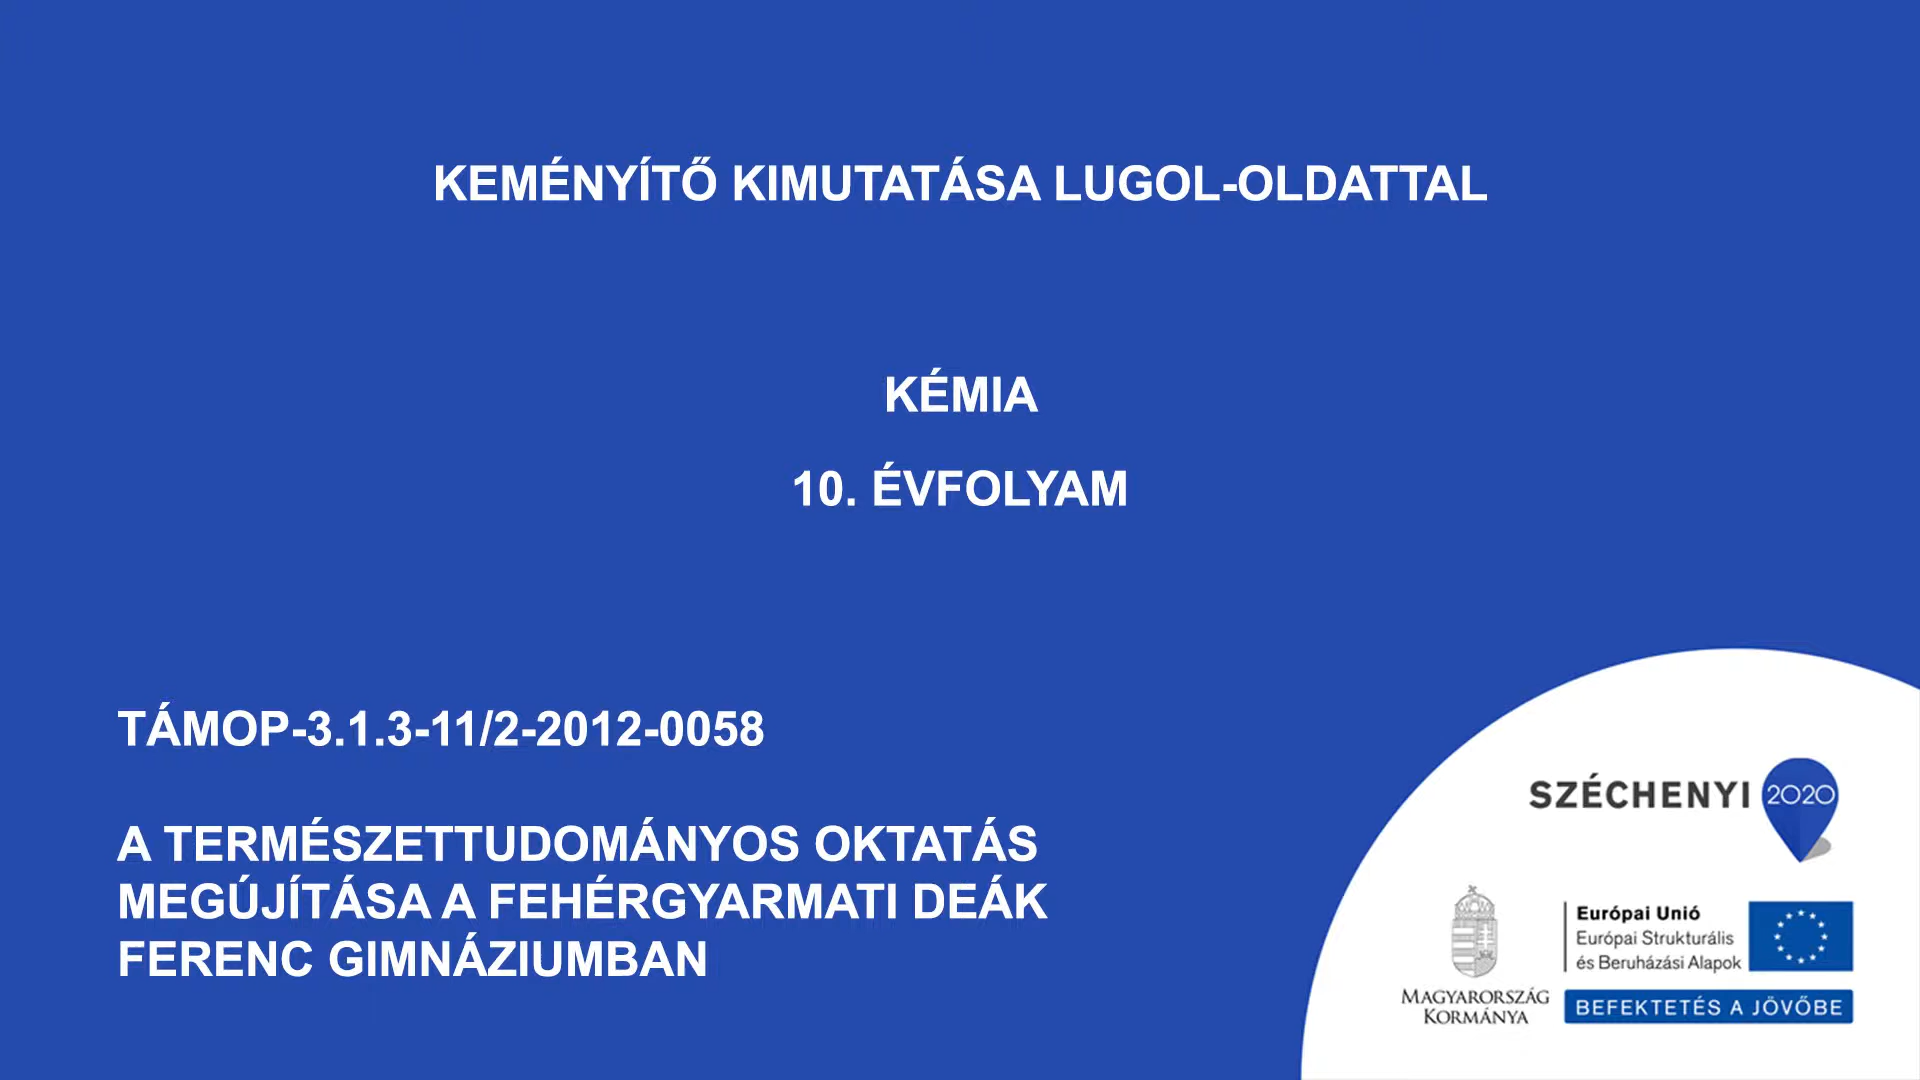 KEMÉNYÍTŐ KIMUTATÁSA LUGOL-OLDATTAL
KÉMIA
10. ÉVFOLYAM
TÁMOP-3.1.3-11/2-2012-0058
A TERMÉSZETTUDOMÁNYOS OKTATÁS
MEGÚJÍTÁSA A FEHÉRGYARMATI DEÁK
FERENC GIMNÁZIUMBAN
SZÉCHENYI 2020
MAGYARORSZÁG
KORMÁNYA
Európai Unió
Európai Strukturális
és Beruházási Alapok
BEFEKTETÉS A JÖVŐBE